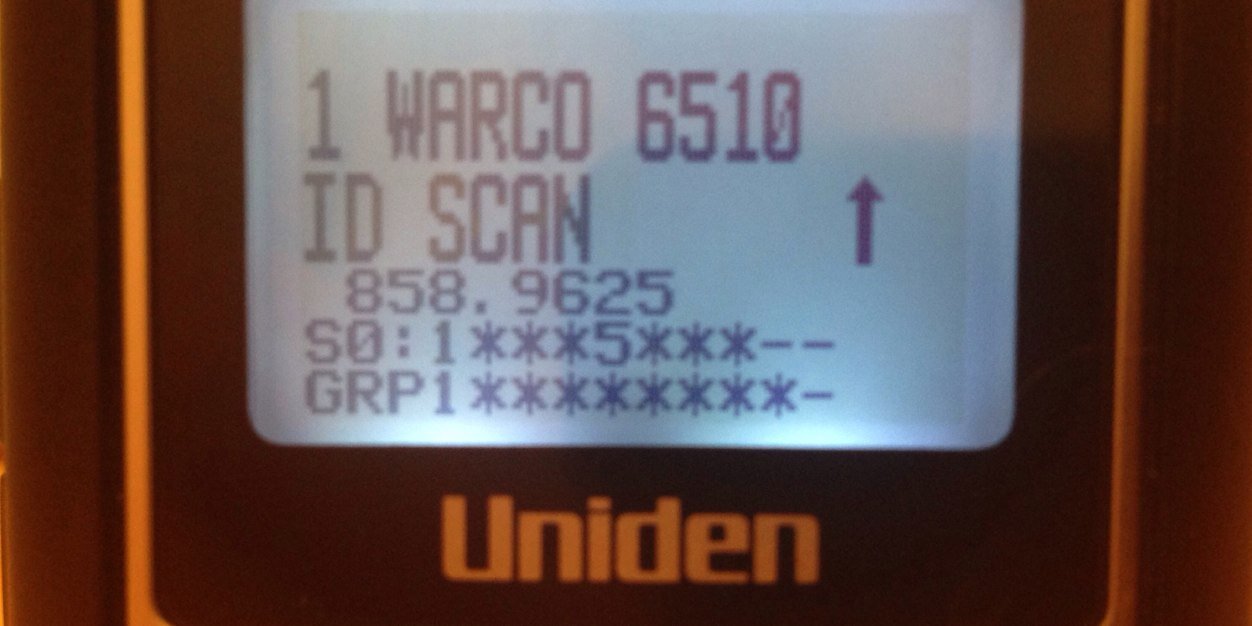 1 WARCO 6510
ID SCAN ↑
858.9625
S0:1***5***--
GRP1********-
Uniden